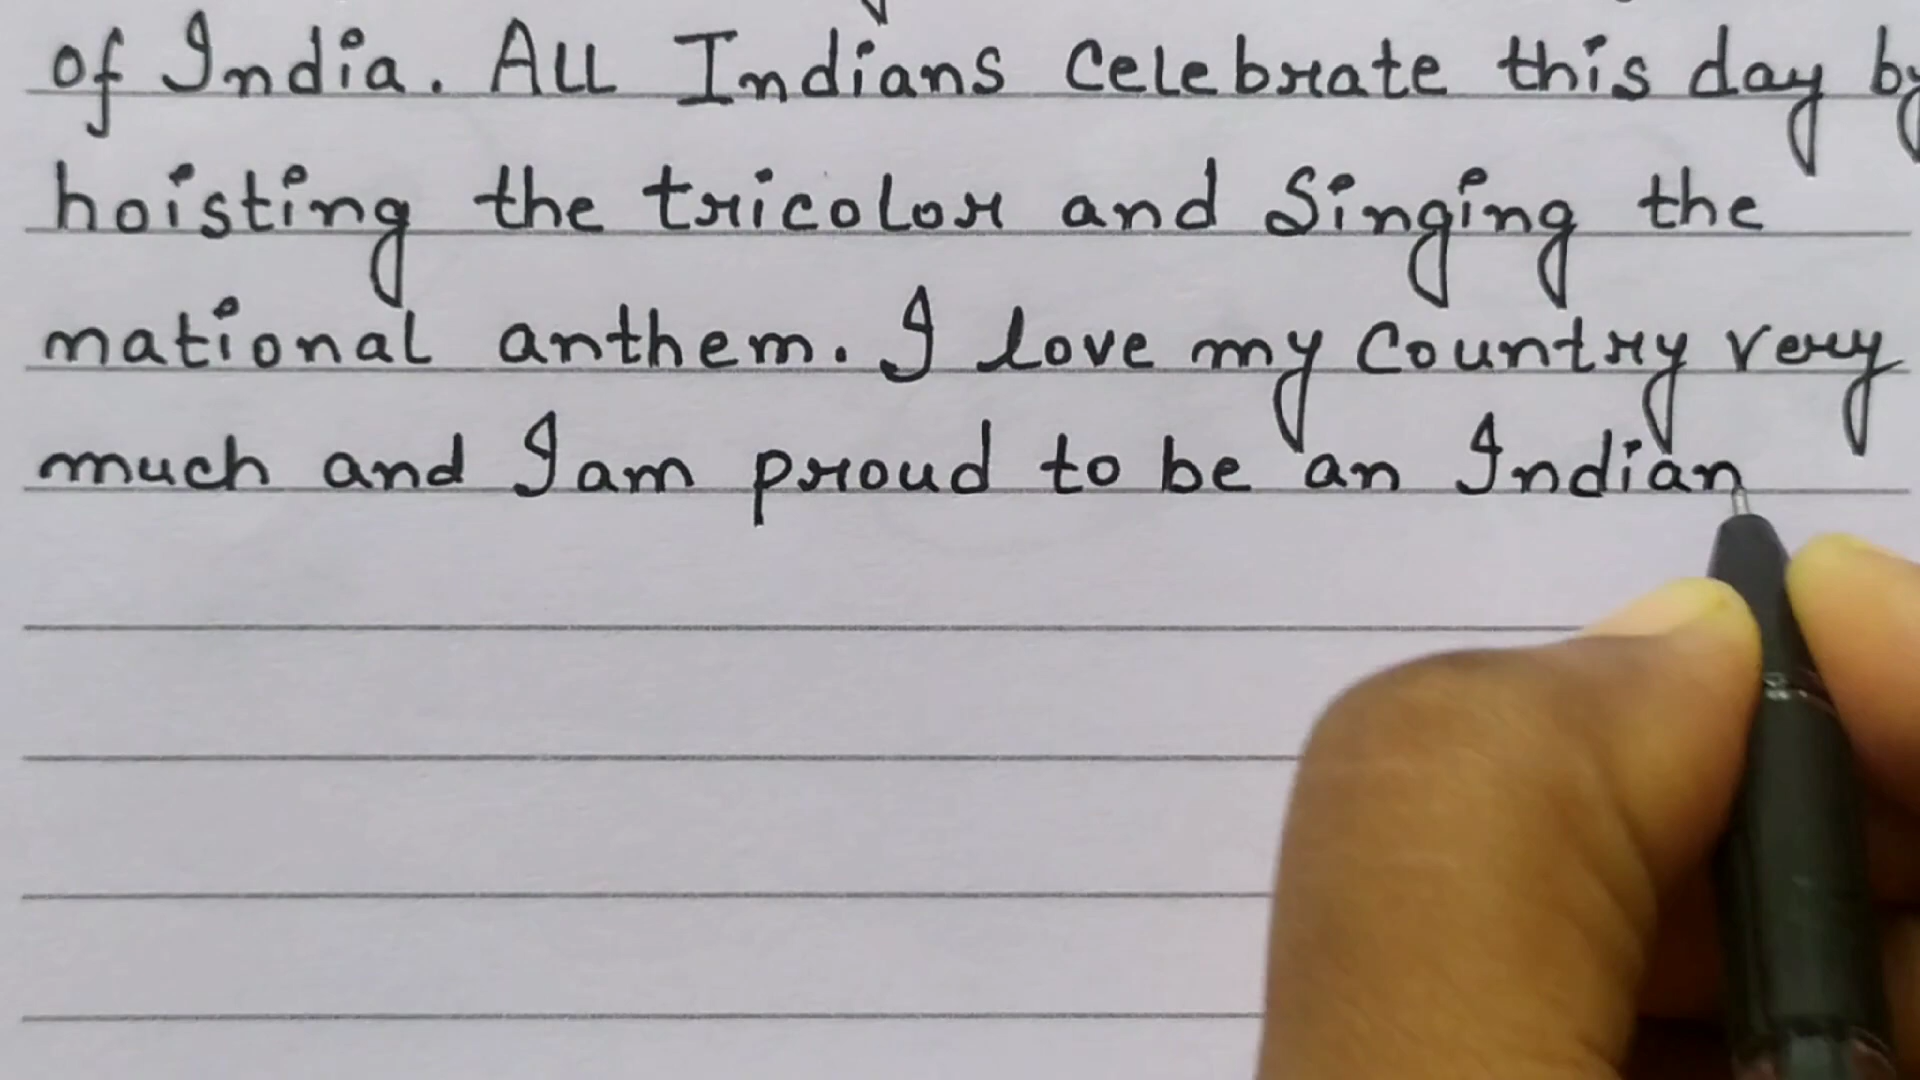 of India. All Indians Celebrate this day by
hoisting the tricolor and Singing the
national anthem. I love my Country very
much and I am proud to be an Indian